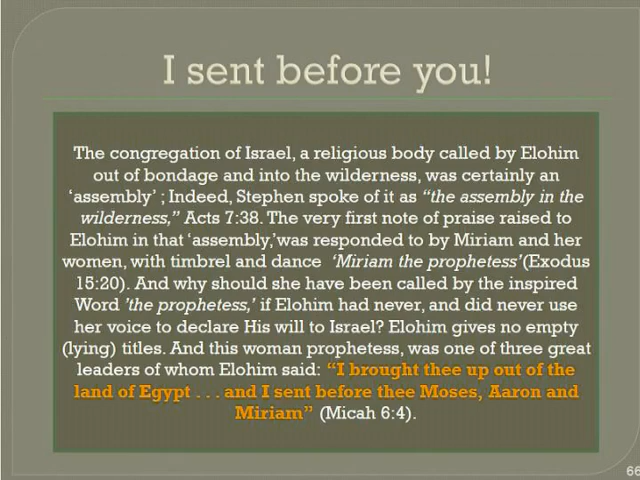 I sent before you!
The congregation of Israel, a religious body called by Elohim
out of bondage and into the wilderness, was certainly an
‘assembly’ ; Indeed, Stephen spoke of it as “the assembly in the
wilderness,” Acts 7:38. The very first note of praise raised to
Elohim in that ‘assembly,’was responded to by Miriam and her
women, with timbrel and dance ‘Miriam the prophetess’(Exodus
15:20). And why should she have been called by the inspired
Word ’the prophetess,’ if Elohim had never, and did never use
her voice to declare His will to Israel? Elohim gives no empty
(lying) titles. And this woman prophetess, was one of three great
leaders of whom Elohim said: “I brought thee up out of the
land of Egypt . . . and I sent before thee Moses, Aaron and
Miriam” (Micah 6:4).
66